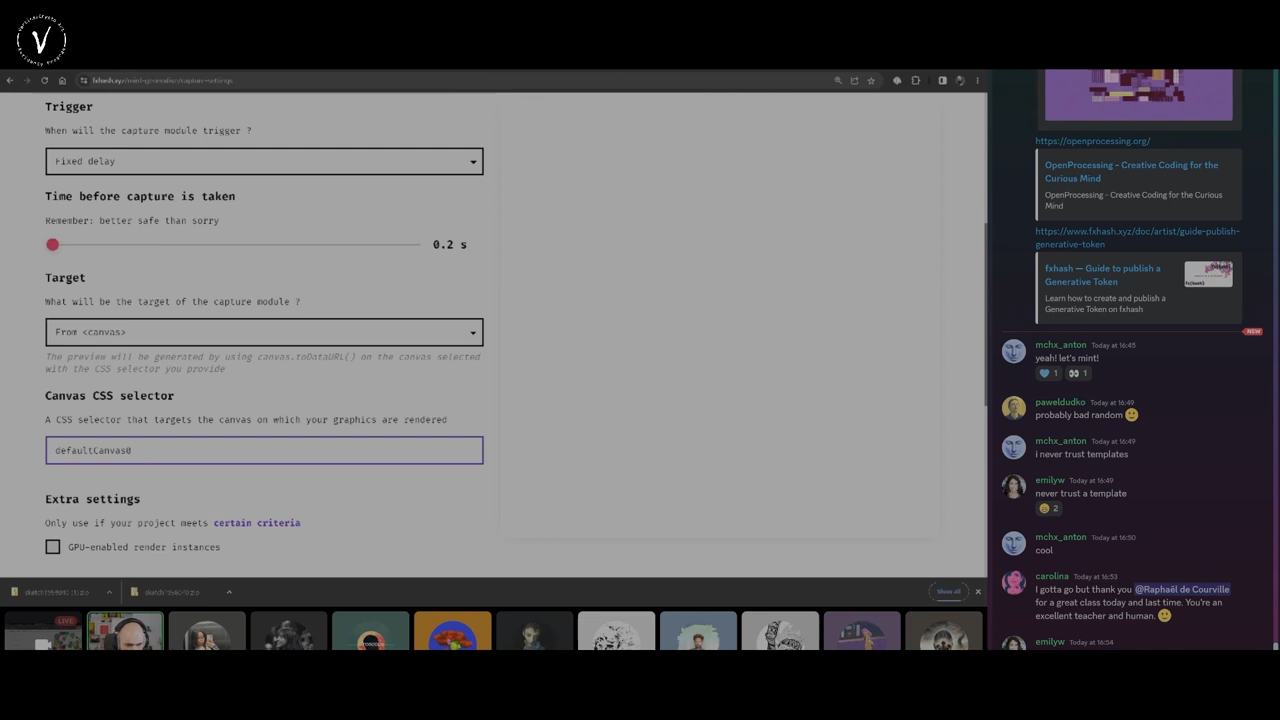 V
fxhash.xyz/mint-generative/capture-settings
Trigger
When will the capture module trigger ?
Fixed delay
Time before capture is taken
Remember: better safe than sorry
0.2 s
Target
What will be the target of the capture module ?
From <canvas>
The preview will be generated by using canvas.toDataURL() on the canvas selected
with the CSS selector you provide
Canvas CSS selector
A CSS selector that targets the canvas on which your graphics are rendered
defaultCanvas0
Extra settings
Only use if your project meets certain criteria
GPU-enabled render instances
Show all
LIVE
https://openprocessing.org/
OpenProcessing - Creative Coding for the
Curious Mind
OpenProcessing - Creative Coding for the Curious
Mind
https://www.fxhash.xyz/doc/artist/guide-publish-
generative-token
fxhash — Guide to publish a
Generative Token
Learn how to create and publish a
Generative Token on fxhash
NEW
mchx_anton Today at 16:45
yeah! let's mint!
1 1
paweldudko Today at 16:49
probably bad random
mchx_anton Today at 16:49
i never trust templates
emilyw Today at 16:49
never trust a template
2
mchx_anton Today at 16:50
cool
carolina Today at 16:53
I gotta go but thank you @Raphaël de Courville
for a great class today and last time. You're an
excellent teacher and human.
emilyw Today at 16:54